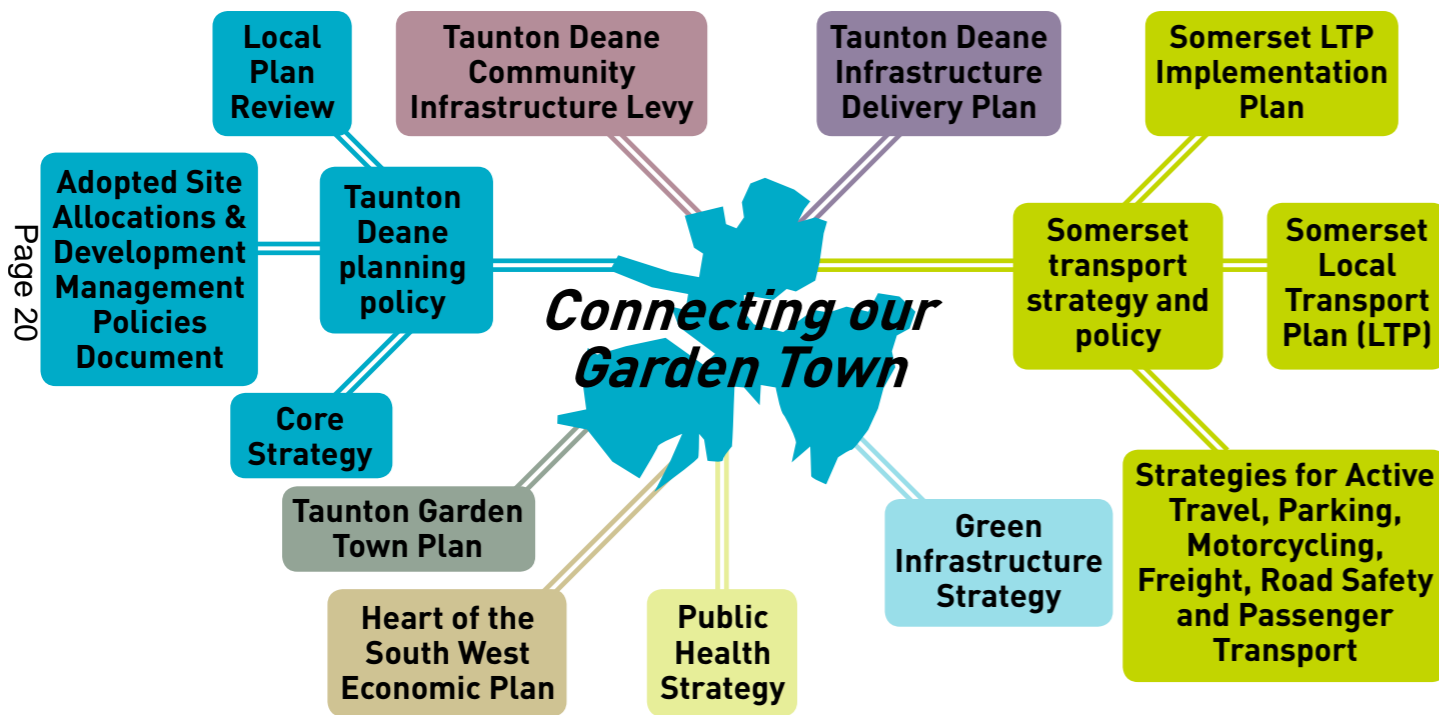 Local
Plan
Review
Taunton Deane
Community
Infrastructure Levy
Taunton Deane
Infrastructure
Delivery Plan
Somerset LTP
Implementation
Plan
Adopted Site
Allocations &
Development
Management
Policies
Document
Taunton
Deane
planning
policy
Connecting our
Garden Town
Somerset
transport
strategy and
policy
Somerset
Local
Transport
Plan (LTP)
Core
Strategy
Taunton Garden
Town Plan
Heart of the
South West
Economic Plan
Public
Health
Strategy
Green
Infrastructure
Strategy
Strategies for Active
Travel, Parking,
Motorcycling,
Freight, Road Safety
and Passenger
Transport
Page 20